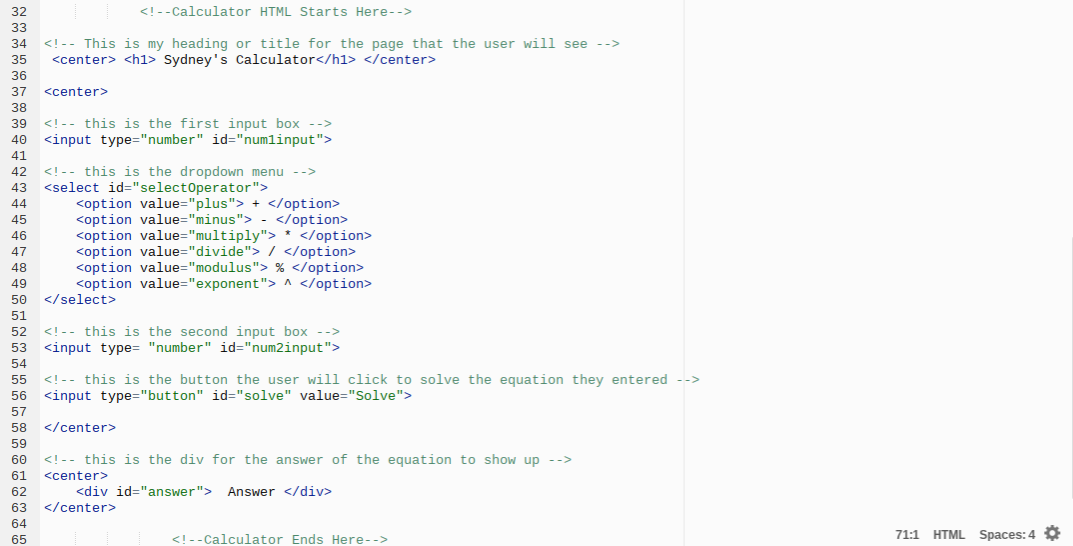 32 <!--Calculator HTML Starts Here-->
33
34 <!-- This is my heading or title for the page that the user will see -->
35 <center> <h1> Sydney's Calculator</h1> </center>
36
37 <center>
38
39 <!-- this is the first input box -->
40 <input type="number" id="num1input">
41
42 <!-- this is the dropdown menu -->
43 <select id="selectOperator">
44 <option value="plus"> + </option>
45 <option value="minus"> - </option>
46 <option value="multiply"> * </option>
47 <option value="divide"> / </option>
48 <option value="modulus"> % </option>
49 <option value="exponent"> ^ </option>
50 </select>
51
52 <!-- this is the second input box -->
53 <input type= "number" id="num2input">
54
55 <!-- this is the button the user will click to solve the equation they entered -->
56 <input type="button" id="solve" value="Solve">
57
58 </center>
59
60 <!-- this is the div for the answer of the equation to show up -->
61 <center>
62 <div id="answer">  Answer </div>
63 </center>
64
65 <!--Calculator Ends Here-->
71:1 HTML Spaces: 4